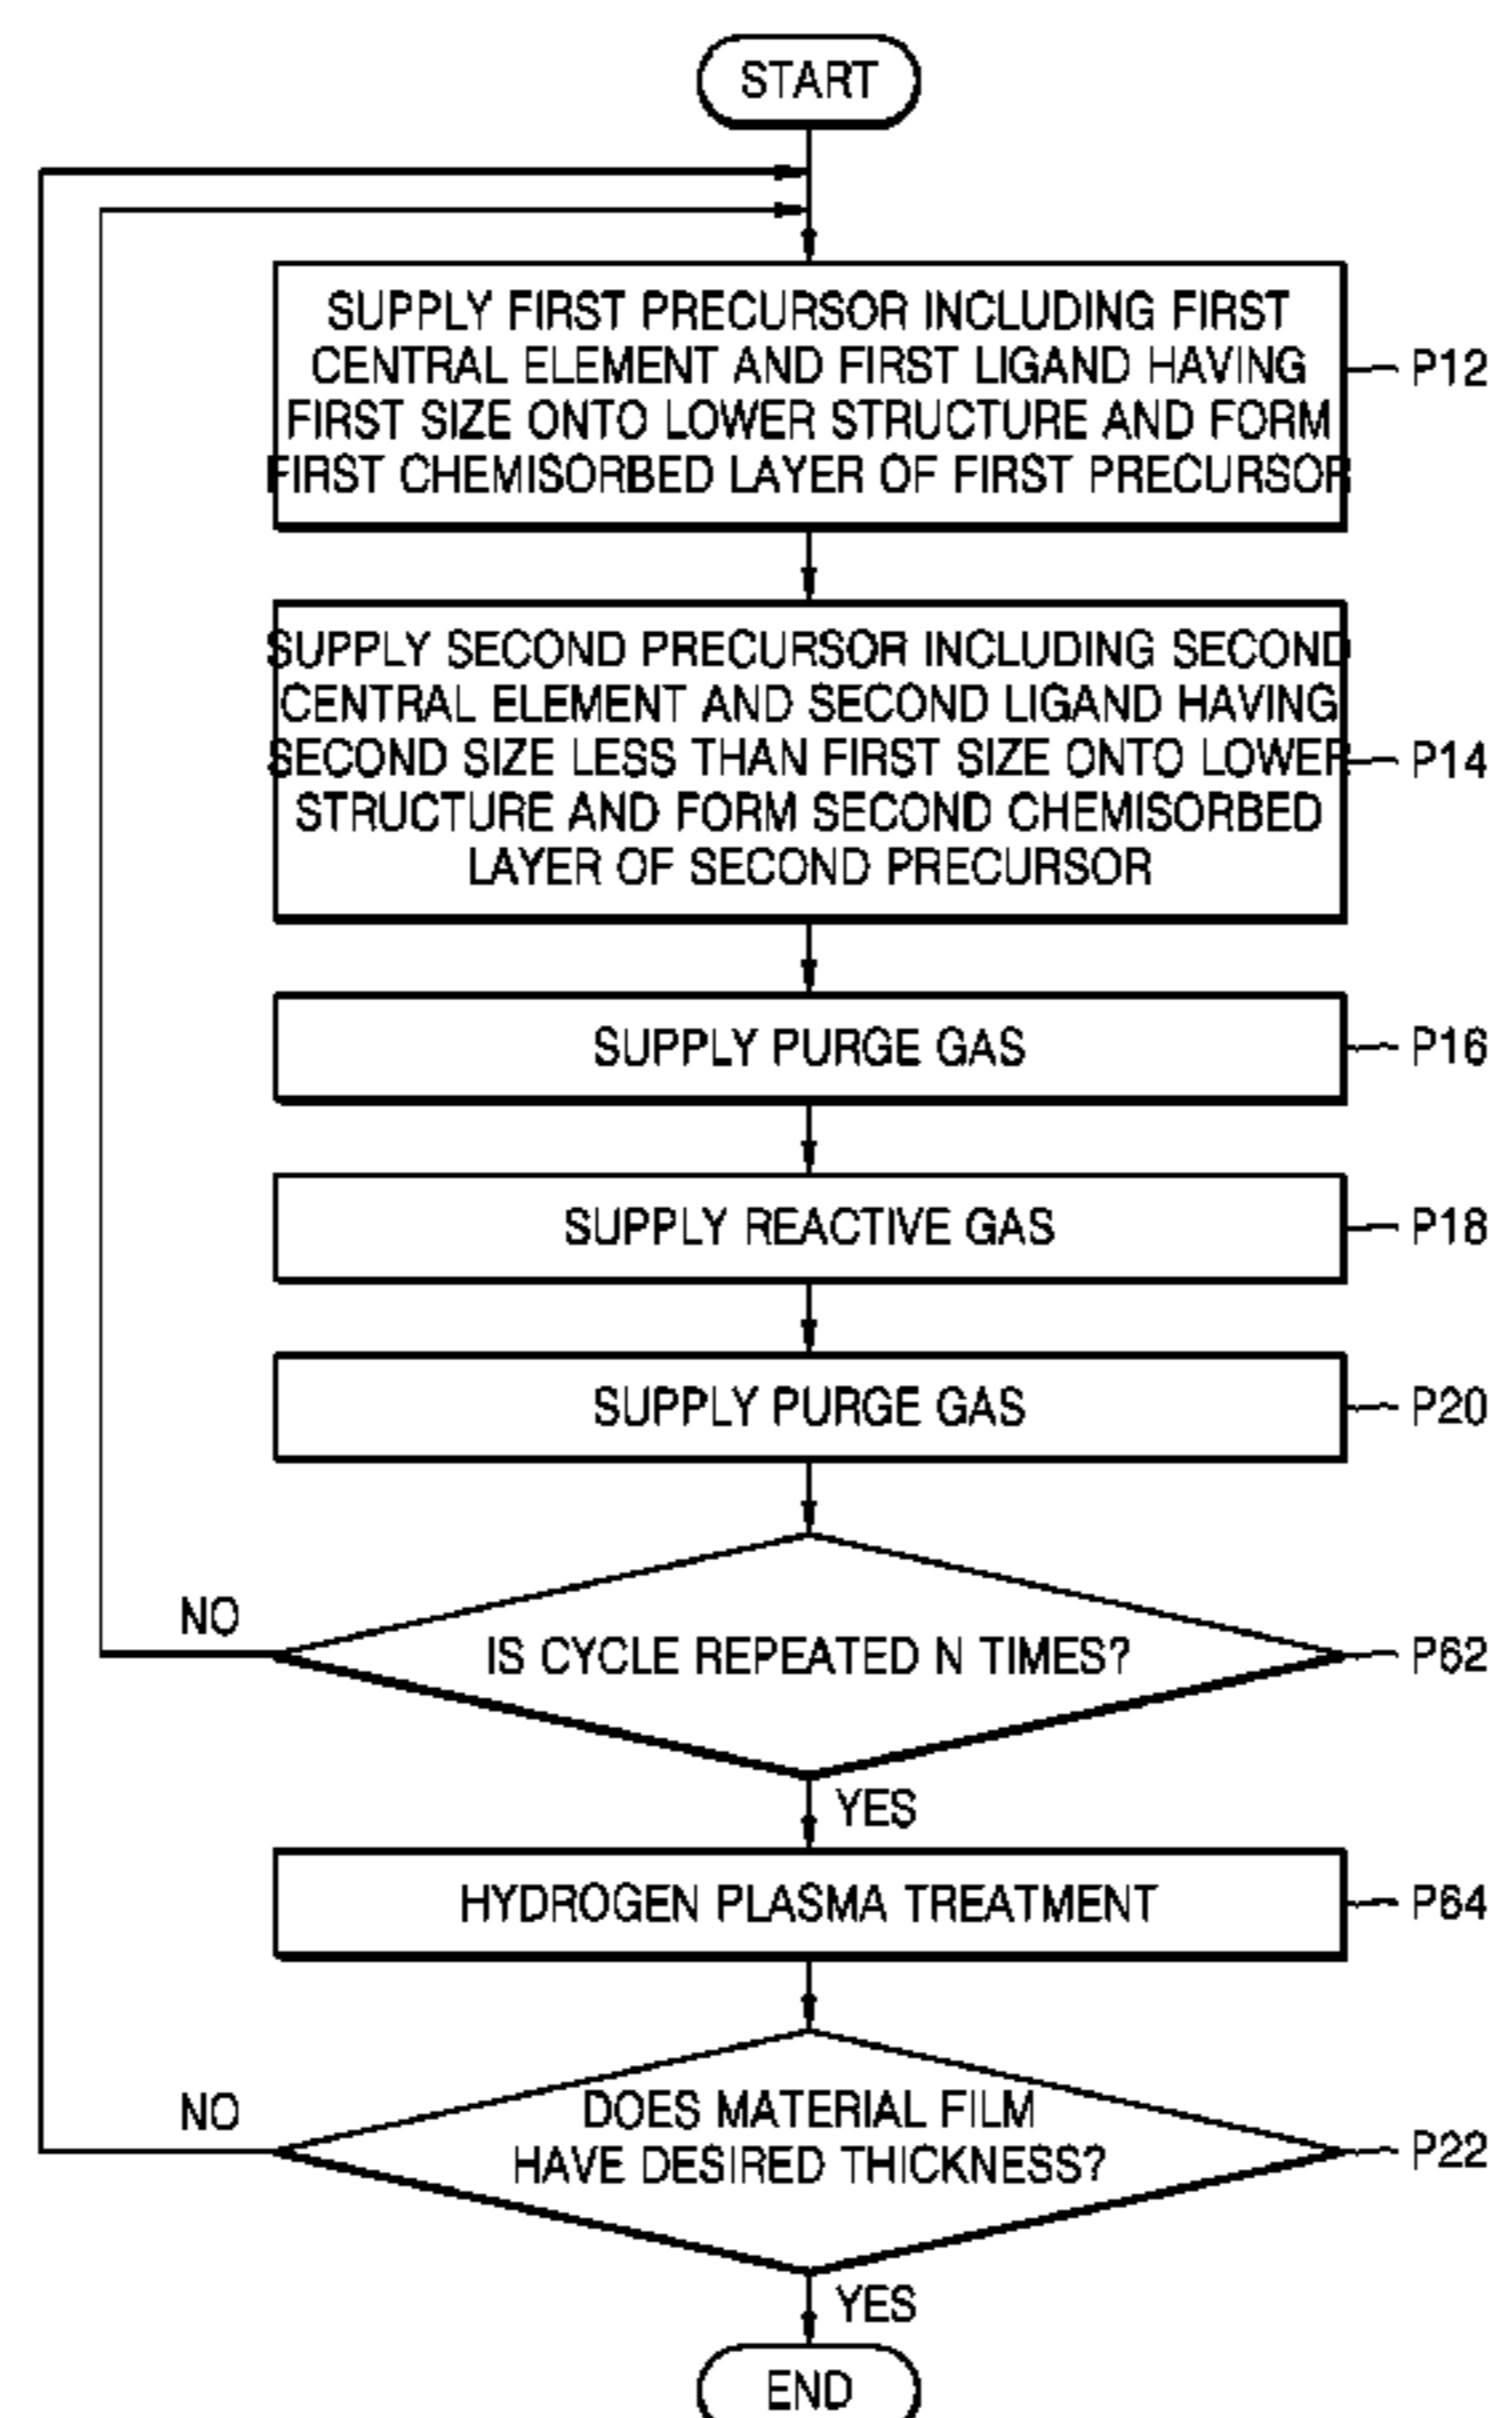 START
SUPPLY FIRST PRECURSOR INCLUDING FIRST
CENTRAL ELEMENT AND FIRST LIGAND HAVING
FIRST SIZE ONTO LOWER STRUCTURE AND FORM
FIRST CHEMISORBED LAYER OF FIRST PRECURSOR
P12
SUPPLY SECOND PRECURSOR INCLUDING SECOND
CENTRAL ELEMENT AND SECOND LIGAND HAVING
SECOND SIZE LESS THAN FIRST SIZE ONTO LOWER
STRUCTURE AND FORM SECOND CHEMISORBED
LAYER OF SECOND PRECURSOR
P14
SUPPLY PURGE GAS
P16
SUPPLY REACTIVE GAS
P18
SUPPLY PURGE GAS
P20
NO
IS CYCLE REPEATED N TIMES?
P62
YES
HYDROGEN PLASMA TREATMENT
P64
NO
DOES MATERIAL FILM
HAVE DESIRED THICKNESS?
P22
YES
END